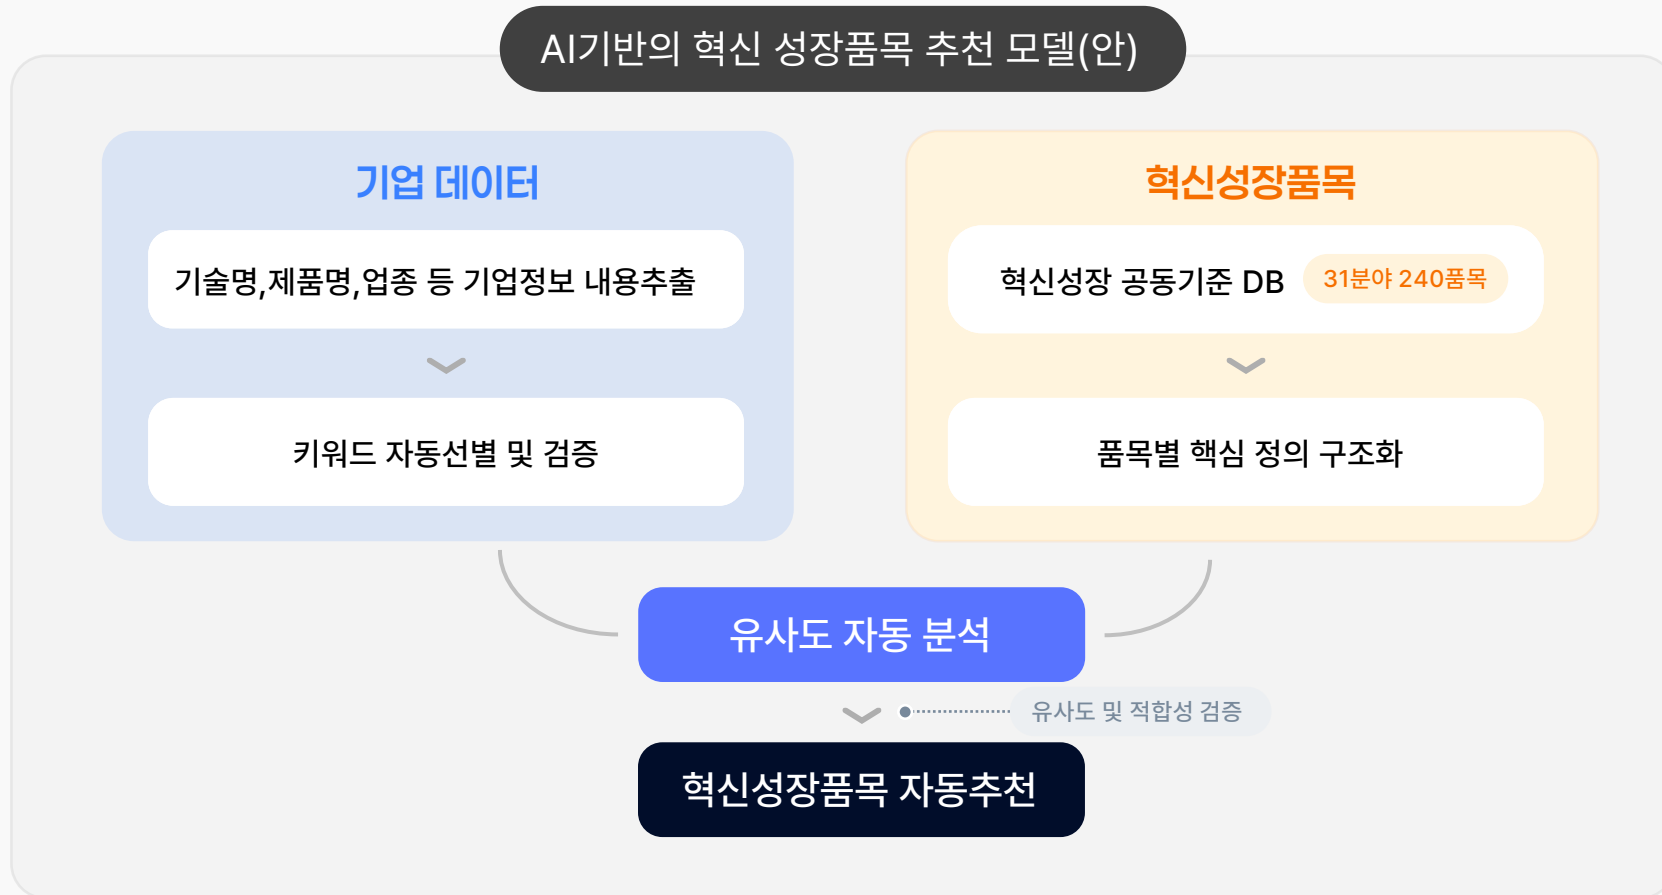 AI기반의 혁신 성장품목 추천 모델(안)
기업 데이터
기술명,제품명,업종 등 기업정보 내용추출
키워드 자동선별 및 검증
혁신성장품목
혁신성장 공동기준 DB
31분야 240품목
품목별 핵심 정의 구조화
유사도 자동 분석
유사도 및 적합성 검증
혁신성장품목 자동추천